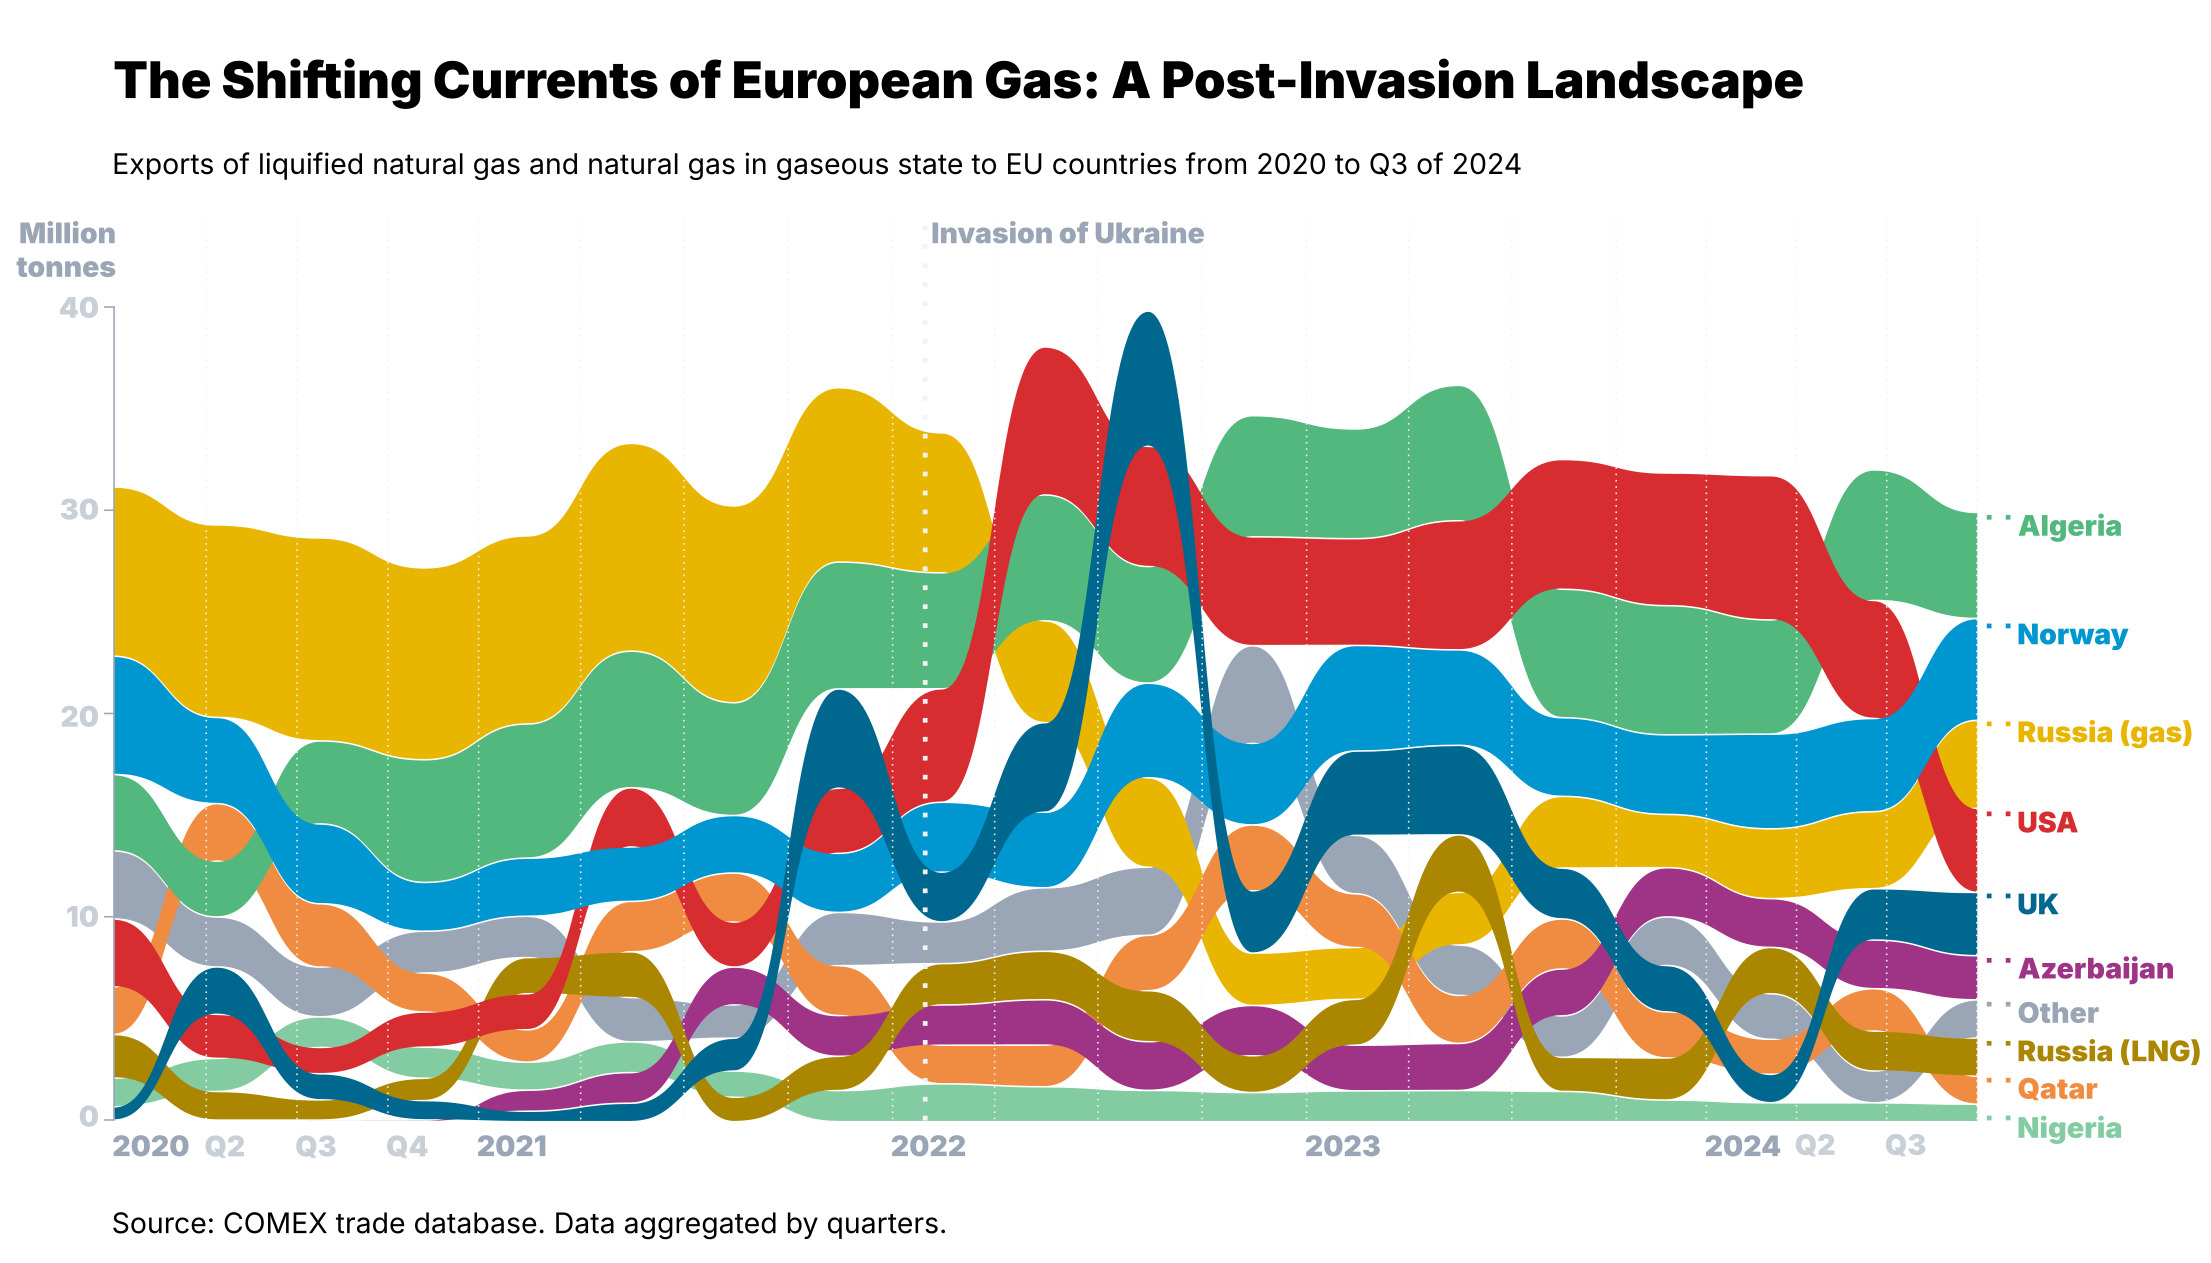 The Shifting Currents of European Gas: A Post-Invasion Landscape
Exports of liquified natural gas and natural gas in gaseous state to EU countries from 2020 to Q3 of 2024
Million
tonnes
Invasion of Ukraine
40
30
20
10
0
Algeria
Norway
Russia (gas)
USA
UK
Azerbaijan
Other
Russia (LNG)
Qatar
Nigeria
2020 Q2 Q3 Q4 2021 2022 2023 2024 Q2 Q3
Source: COMEX trade database. Data aggregated by quarters.